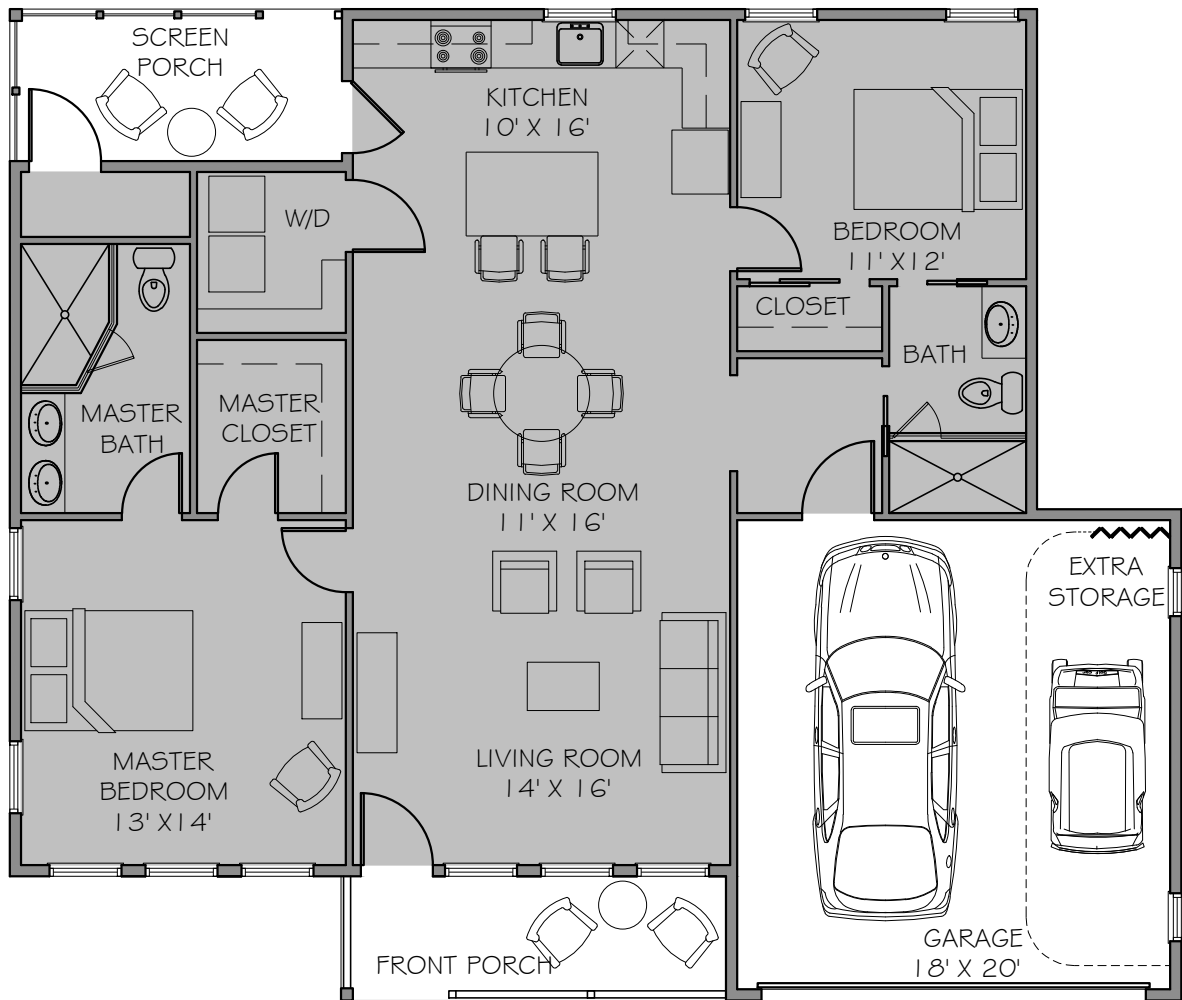 SCREEN
PORCH
KITCHEN
10' X 16'
W/D
BEDROOM
11' X12'
CLOSET
BATH
MASTER
BATH
MASTER
CLOSET
DINING ROOM
11' X 16'
EXTRA
STORAGE
MASTER
BEDROOM
13' X14'
LIVING ROOM
14' X 16'
GARAGE
18' X 20'
FRONT PORCH